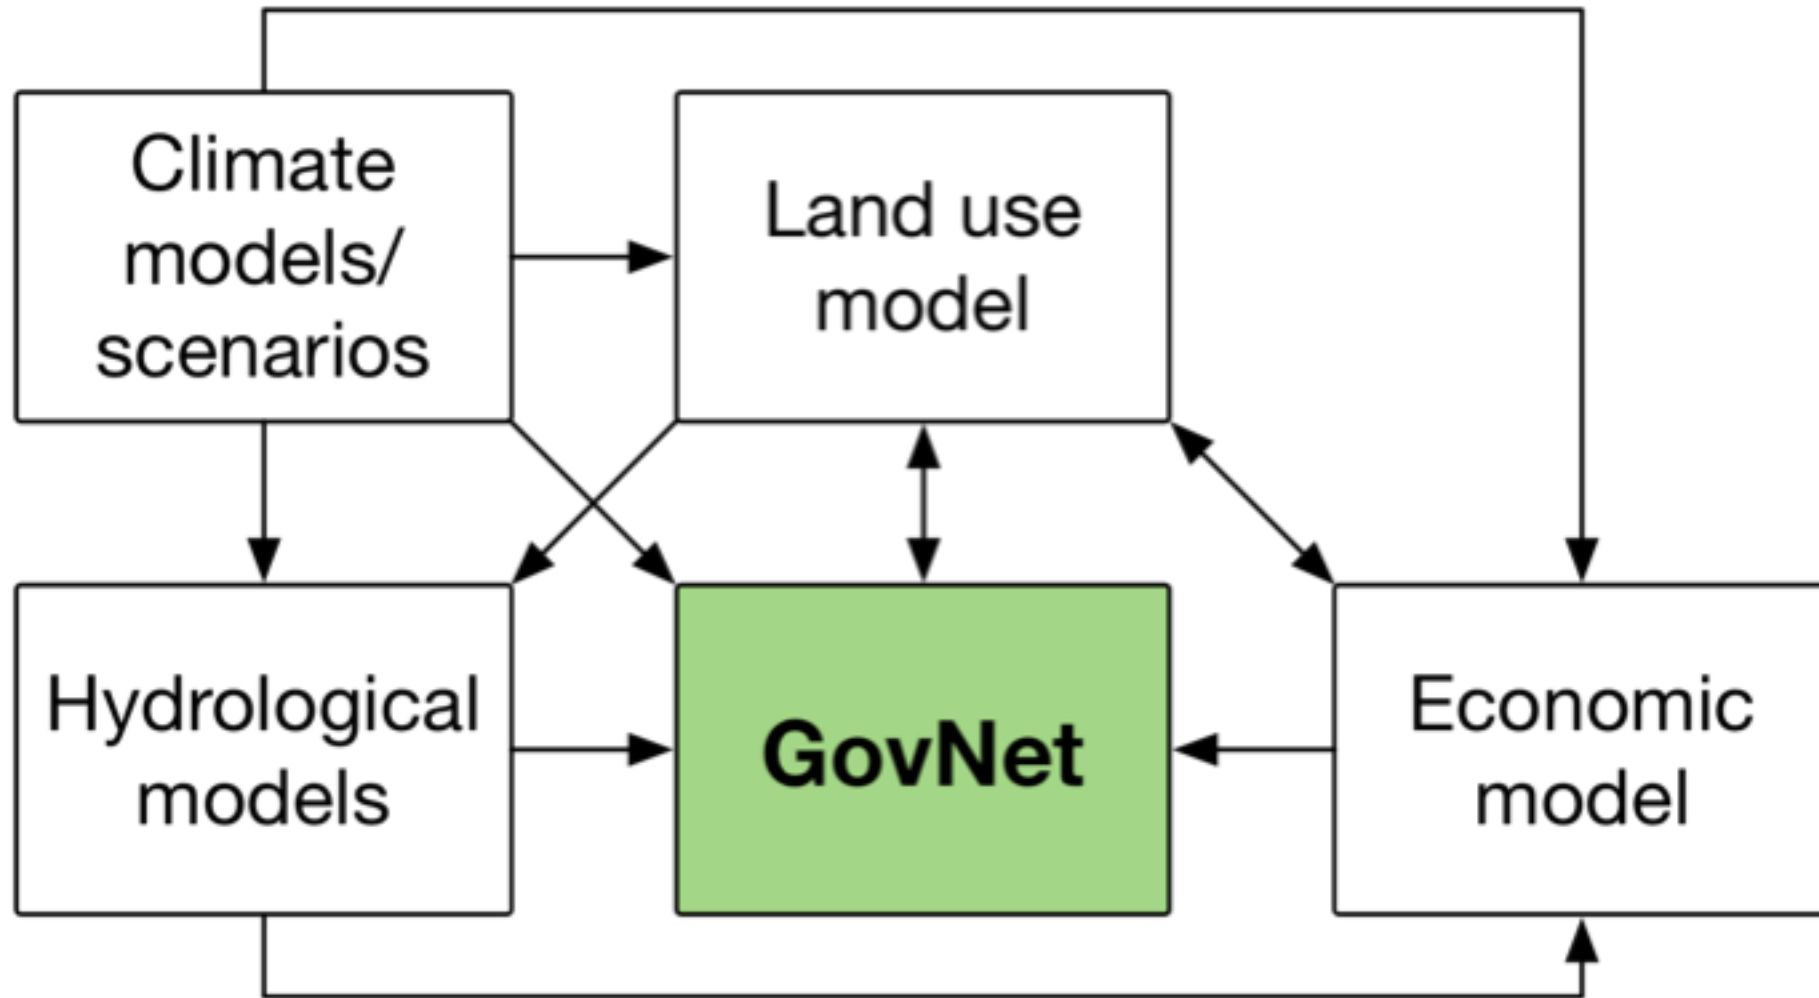 Climate
models/
scenarios
Land use
model
Hydrological
models
GovNet
Economic
model